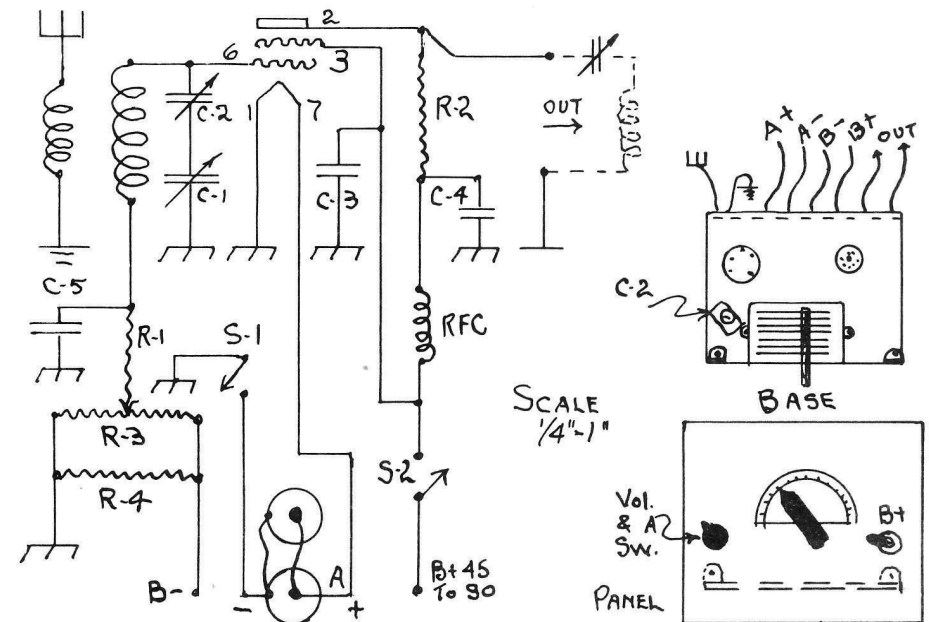 2
6
3
C-2
1
7
R-2
OUT
C-1
C-3
C-4
C-5
R-1
S-1
RFC
R-3
R-4
S-2
B-
-
A
+
B+45
To 90
SCALE
1/4"-1"
A+
A-
B-
B+
OUT
C-2
BASE
Vol.
& A
Sw.
B+
PANEL